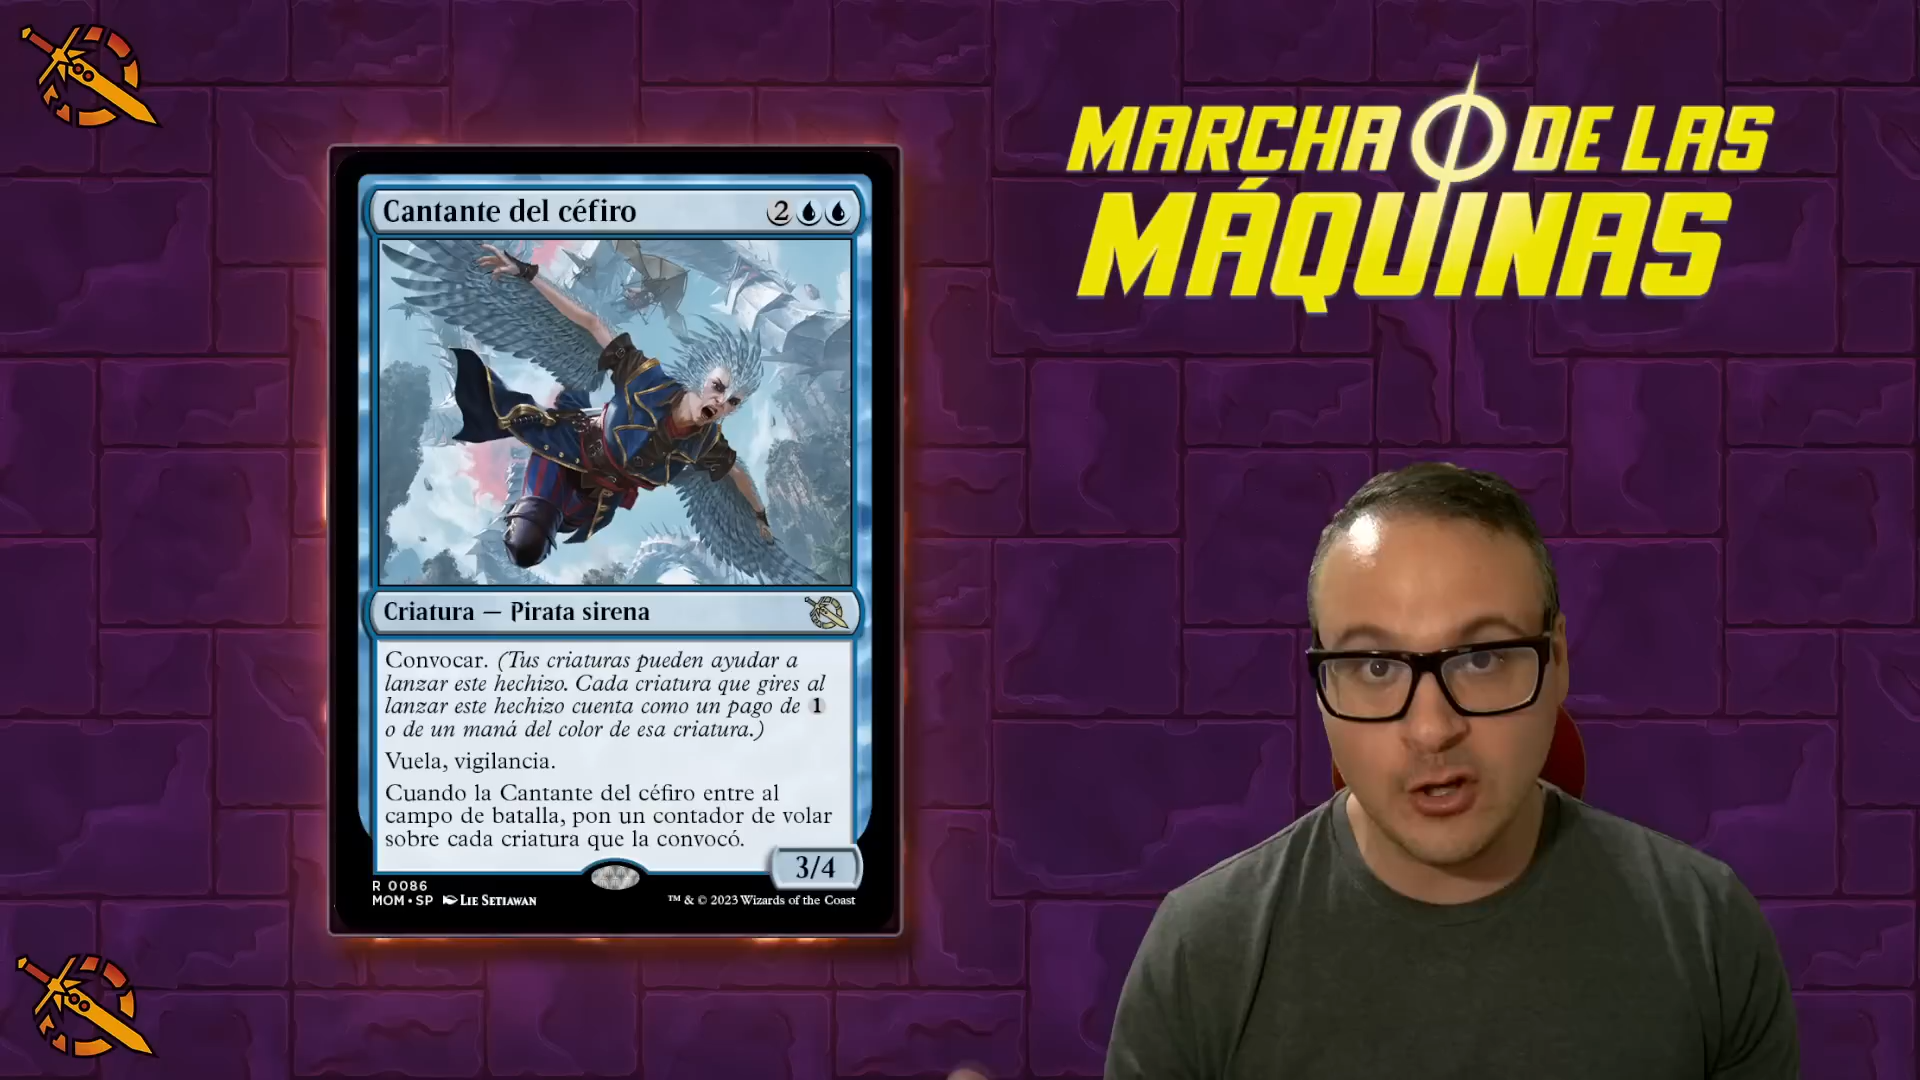 MARCHA DE LAS
MÁQUINAS
Cantante del céfiro 2
Criatura — Pirata sirena
Convocar. (Tus criaturas pueden ayudar a
lanzar este hechizo. Cada criatura que gires al
lanzar este hechizo cuenta como un pago de 1
o de un maná del color de esa criatura.)
Vuela, vigilancia.
Cuando la Cantante del céfiro entre al
campo de batalla, pon un contador de volar
sobre cada criatura que la convocó.
3/4
R 0086
MOM • SP LIE SETIAWAN
™ & © 2023 Wizards of the Coast